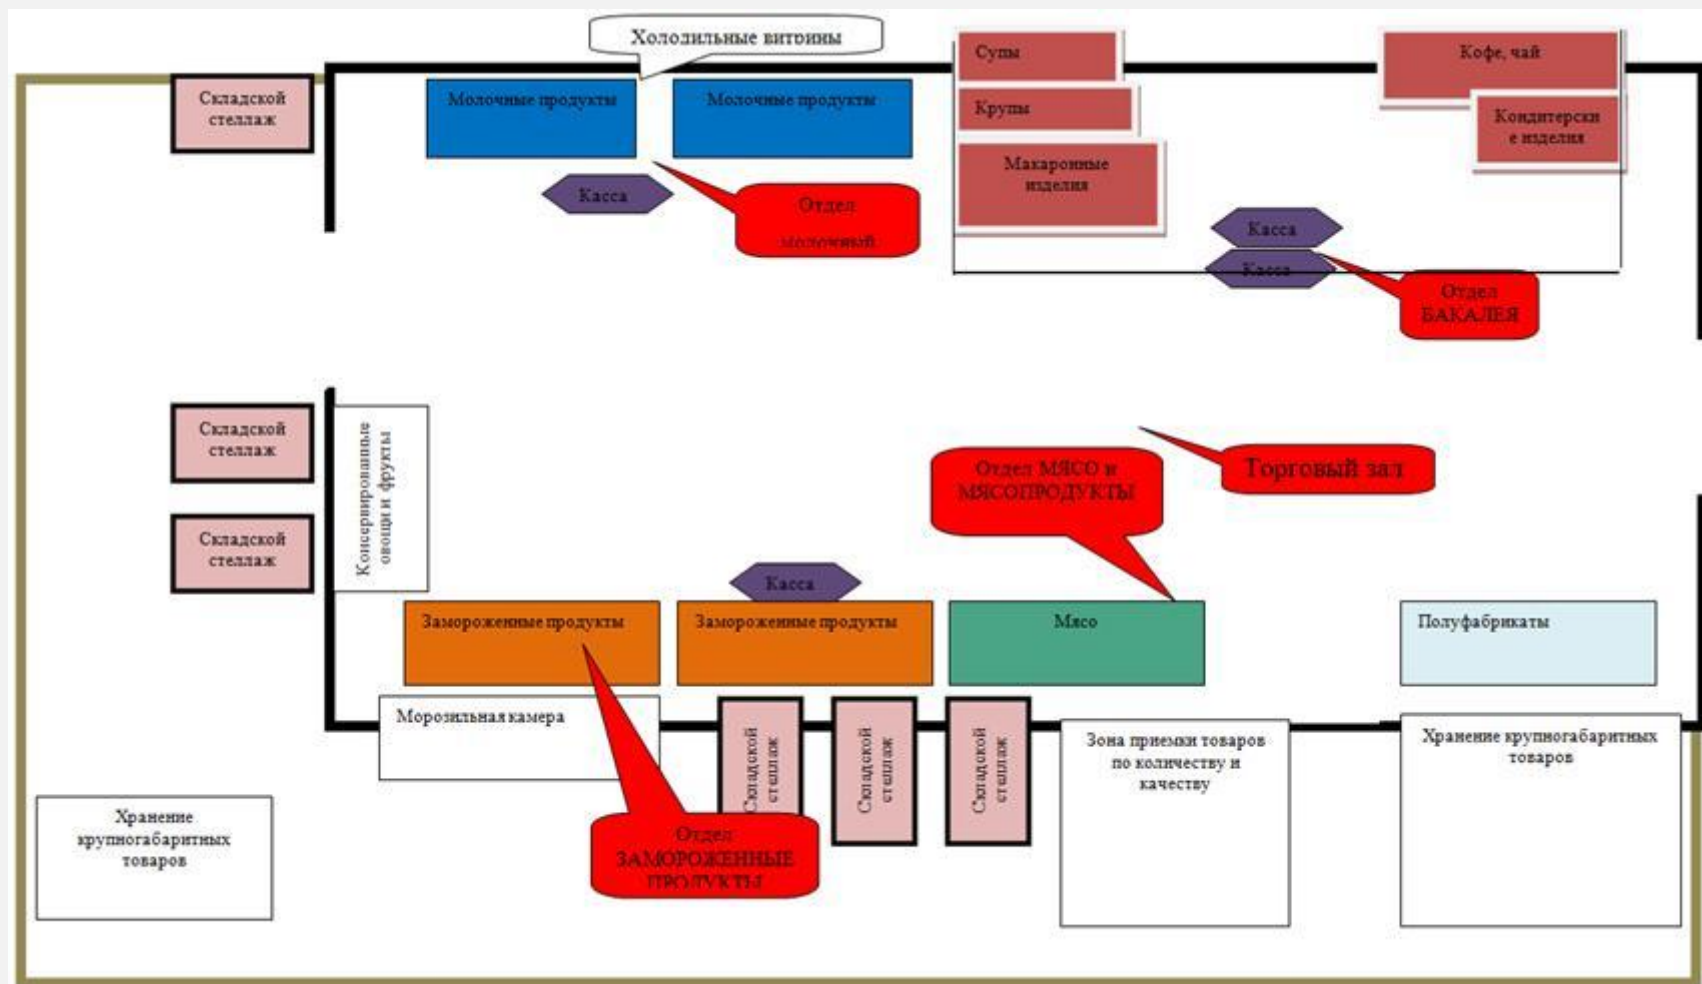 Холодильные витрины
Супы
Кофе, чай
Складской
стеллаж
Молочные продукты
Молочные продукты
Крупы
Кондитерски
е изделия
Макаронные
изделия
Касса
Отдел
молочный
Касса
Касса
Отдел
БАКАЛЕЯ
Складской
стеллаж
Консервированные
овощи и фрукты
Отдел МЯСО и
МЯСОПРОДУКТЫ
Торговый зал
Складской
стеллаж
Касса
Замороженные продукты
Замороженные продукты
Мясо
Полуфабрикаты
Морозильная камера
Складской
стеллаж
Складской
стеллаж
Складской
стеллаж
Зона приемки товаров
по количеству и
качеству
Хранение крупногабаритных
товаров
Хранение
крупногабаритных
товаров
Отдел
ЗАМОРОЖЕННЫЕ
ПРОДУКТЫ